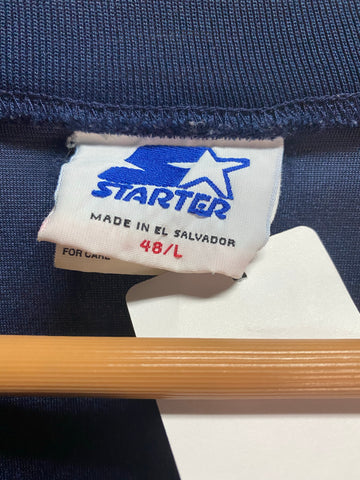 STARTER
MADE IN EL SALVADOR
48/L
FOR CARE